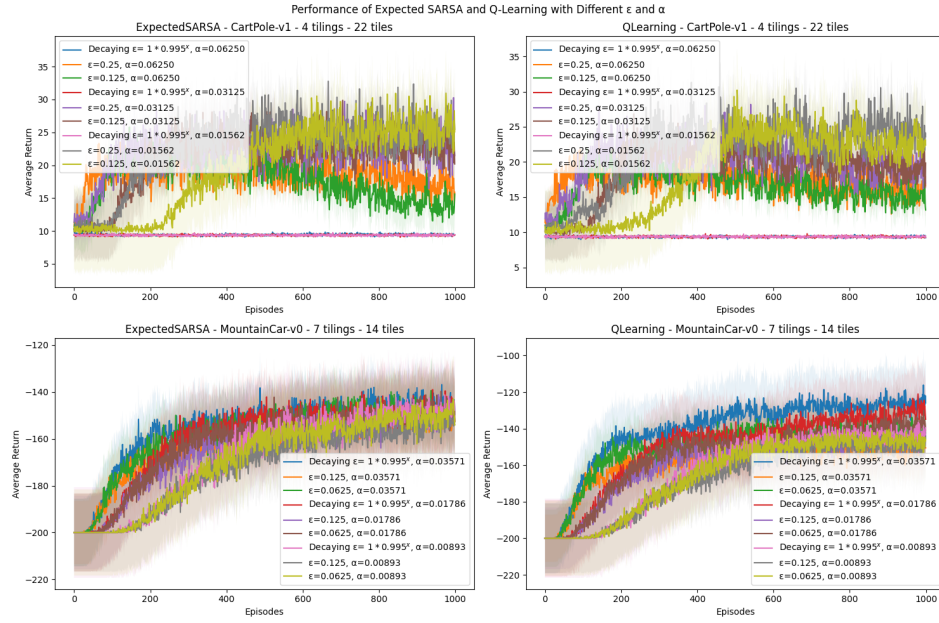 Performance of Expected SARSA and Q-Learning with Different ε and α
ExpectedSARSA - CartPole-v1 - 4 tilings - 22 tiles
Average Return
35
30
25
20
15
10
5
0
200
400
600
800
1000
Episodes
Decaying ε= 1 * 0.995ˣ, α=0.06250
ε=0.25, α=0.06250
ε=0.125, α=0.06250
Decaying ε= 1 * 0.995ˣ, α=0.03125
ε=0.25, α=0.03125
ε=0.125, α=0.03125
Decaying ε= 1 * 0.995ˣ, α=0.01562
ε=0.25, α=0.01562
ε=0.125, α=0.01562
QLearning - CartPole-v1 - 4 tilings - 22 tiles
Average Return
35
30
25
20
15
10
5
0
200
400
600
800
1000
Episodes
Decaying ε= 1 * 0.995ˣ, α=0.06250
ε=0.25, α=0.06250
ε=0.125, α=0.06250
Decaying ε= 1 * 0.995ˣ, α=0.03125
ε=0.25, α=0.03125
ε=0.125, α=0.03125
Decaying ε= 1 * 0.995ˣ, α=0.01562
ε=0.25, α=0.01562
ε=0.125, α=0.01562
ExpectedSARSA - MountainCar-v0 - 7 tilings - 14 tiles
Average Return
−120
−140
−160
−180
−200
−220
0
200
400
600
800
1000
Episodes
Decaying ε= 1 * 0.995ˣ, α=0.03571
ε=0.125, α=0.03571
ε=0.0625, α=0.03571
Decaying ε= 1 * 0.995ˣ, α=0.01786
ε=0.125, α=0.01786
ε=0.0625, α=0.01786
Decaying ε= 1 * 0.995ˣ, α=0.00893
ε=0.125, α=0.00893
ε=0.0625, α=0.00893
QLearning - MountainCar-v0 - 7 tilings - 14 tiles
Average Return
−100
−120
−140
−160
−180
−200
−220
0
200
400
600
800
1000
Episodes
Decaying ε= 1 * 0.995ˣ, α=0.03571
ε=0.125, α=0.03571
ε=0.0625, α=0.03571
Decaying ε= 1 * 0.995ˣ, α=0.01786
ε=0.125, α=0.01786
ε=0.0625, α=0.01786
Decaying ε= 1 * 0.995ˣ, α=0.00893
ε=0.125, α=0.00893
ε=0.0625, α=0.00893